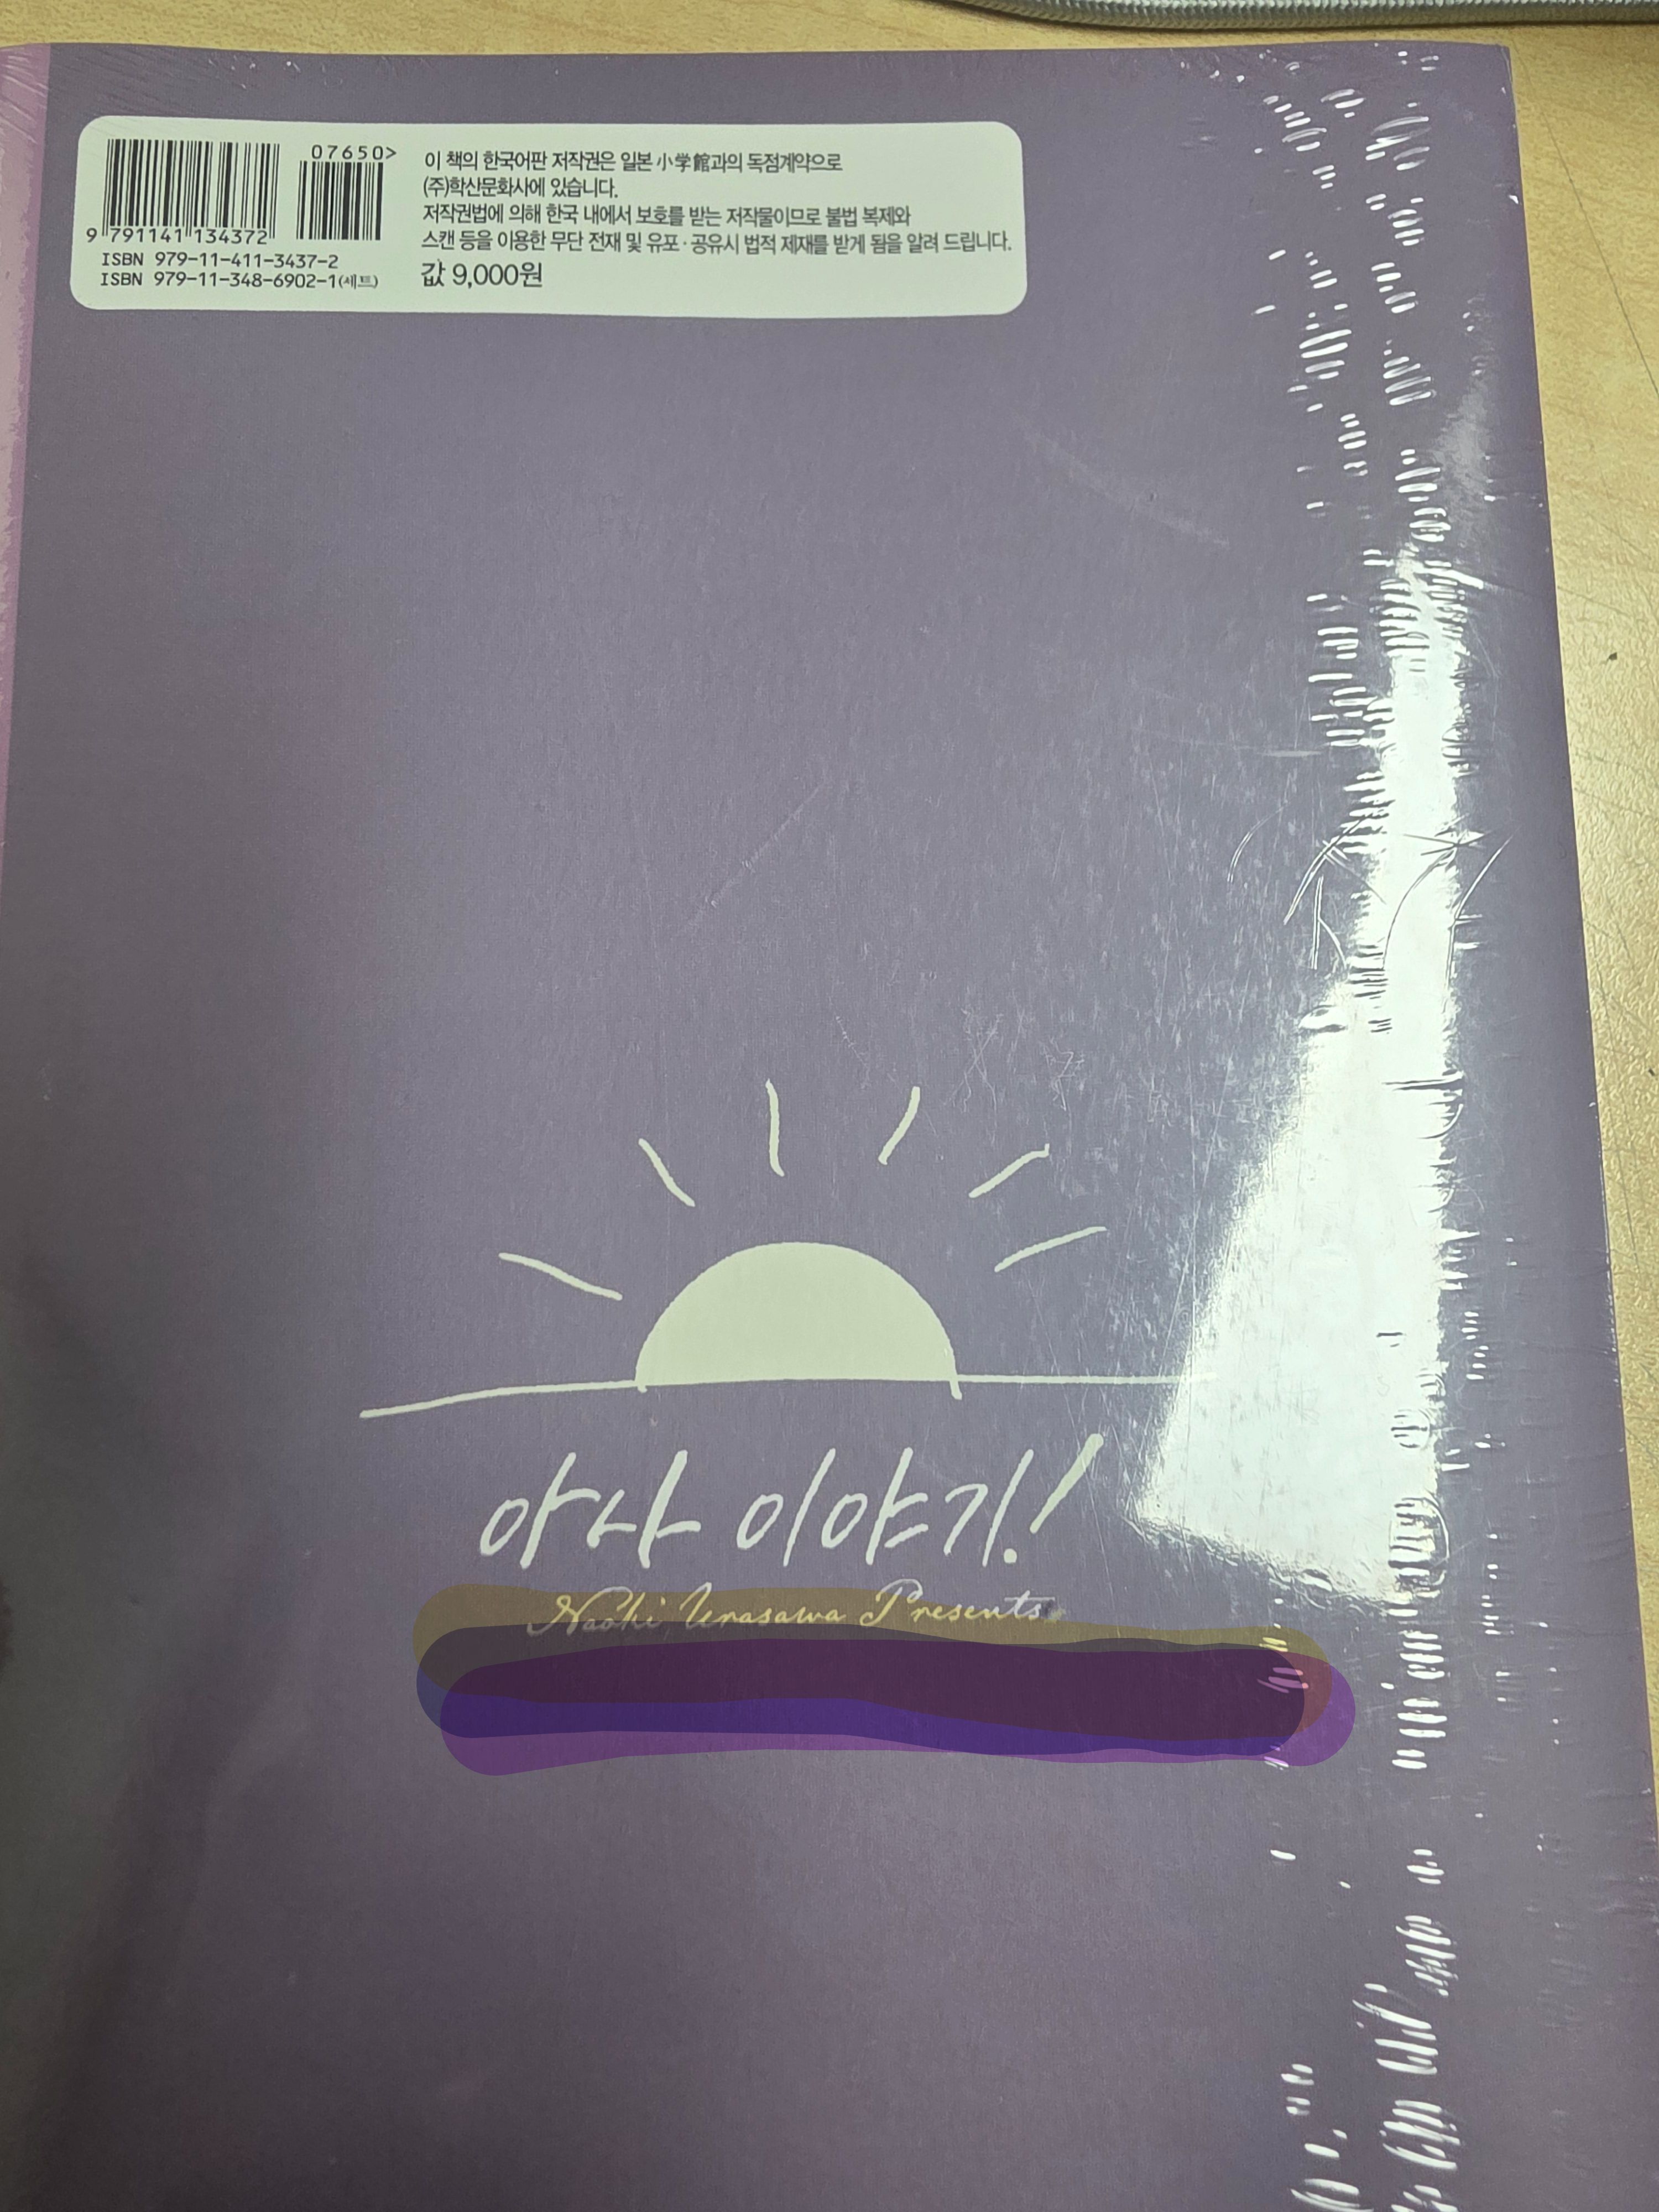 07650>
9 791141 134372
ISBN 979-11-411-3437-2
ISBN 979-11-348-6902-1(세트)
이 책의 한국어판 저작권은 일본 小学館과의 독점계약으로
(주)학산문화사에 있습니다.
저작권법에 의해 한국 내에서 보호를 받는 저작물이므로 불법 복제와
스캔 등을 이용한 무단 전재 및 유포·공유시 법적 제재를 받게 됨을 알려 드립니다.
값 9,000원
아사 이야기!
Naoki Urasawa Presents